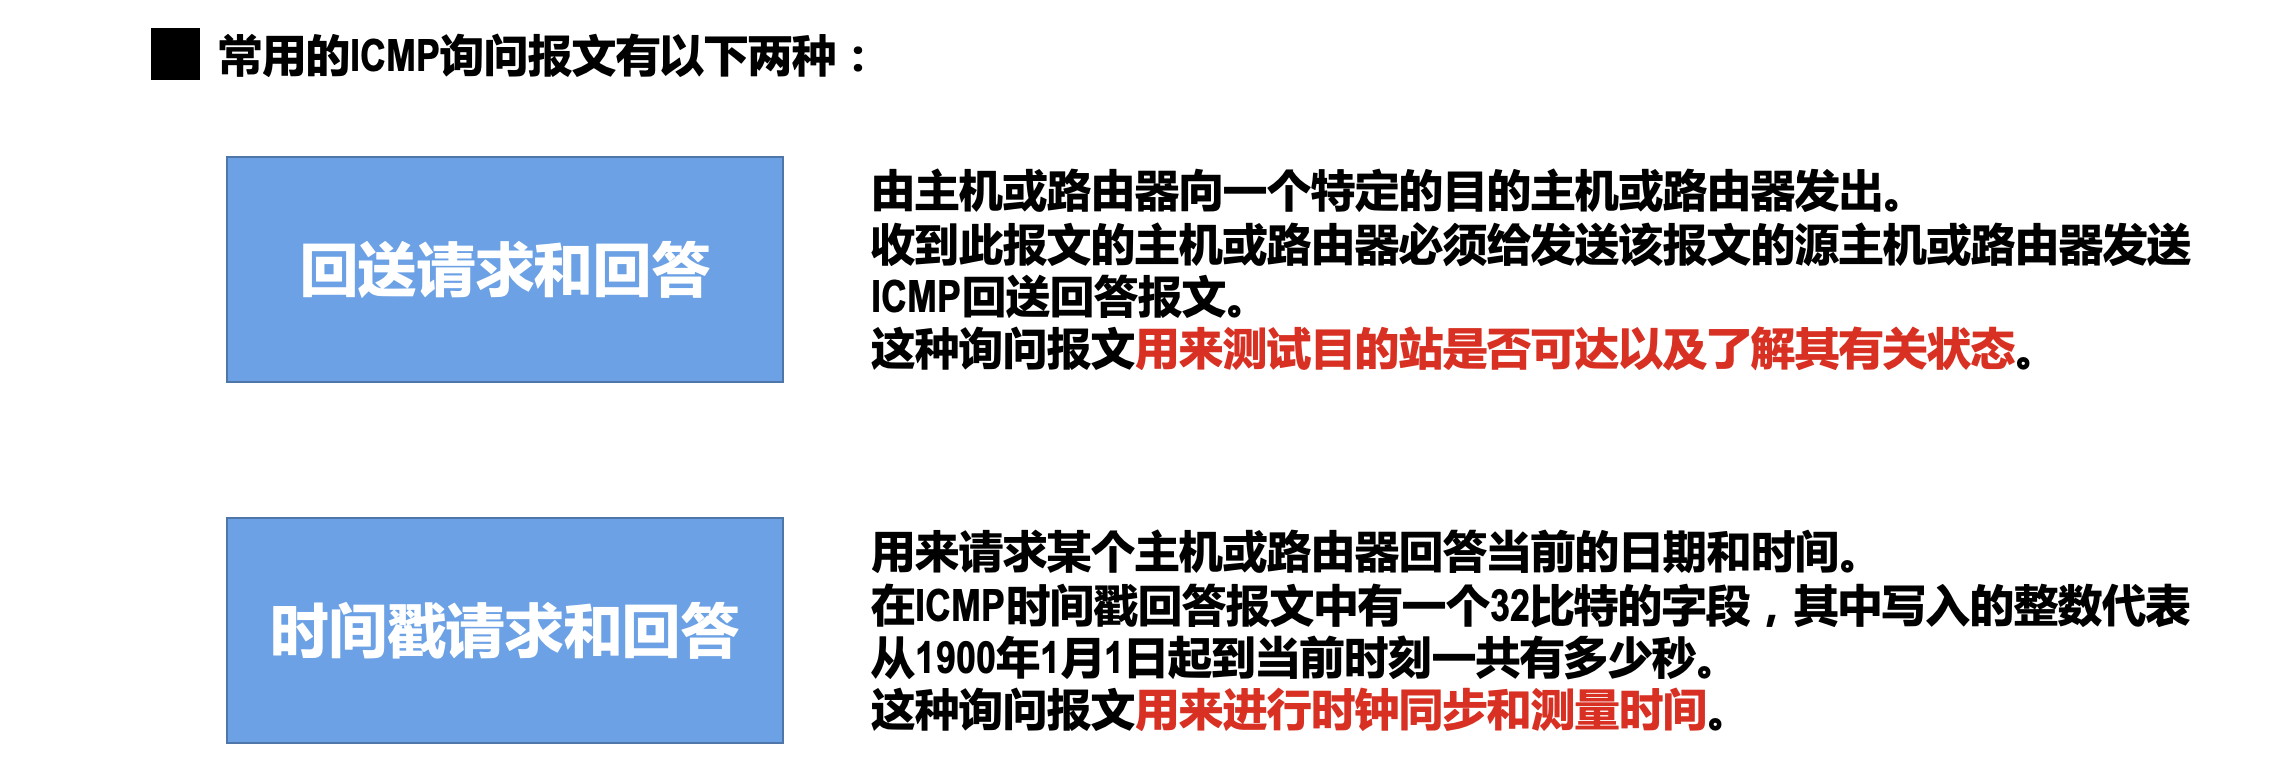 常用的ICMP询问报文有以下两种：
回送请求和回答
由主机或路由器向一个特定的目的主机或路由器发出。
收到此报文的主机或路由器必须给发送该报文的源主机或路由器发送
ICMP回送回答报文。
这种询问报文用来测试目的站是否可达以及了解其有关状态。
时间戳请求和回答
用来请求某个主机或路由器回答当前的日期和时间。
在ICMP时间戳回答报文中有一个32比特的字段，其中写入的整数代表
从1900年1月1日起到当前时刻一共有多少秒。
这种询问报文用来进行时钟同步和测量时间。